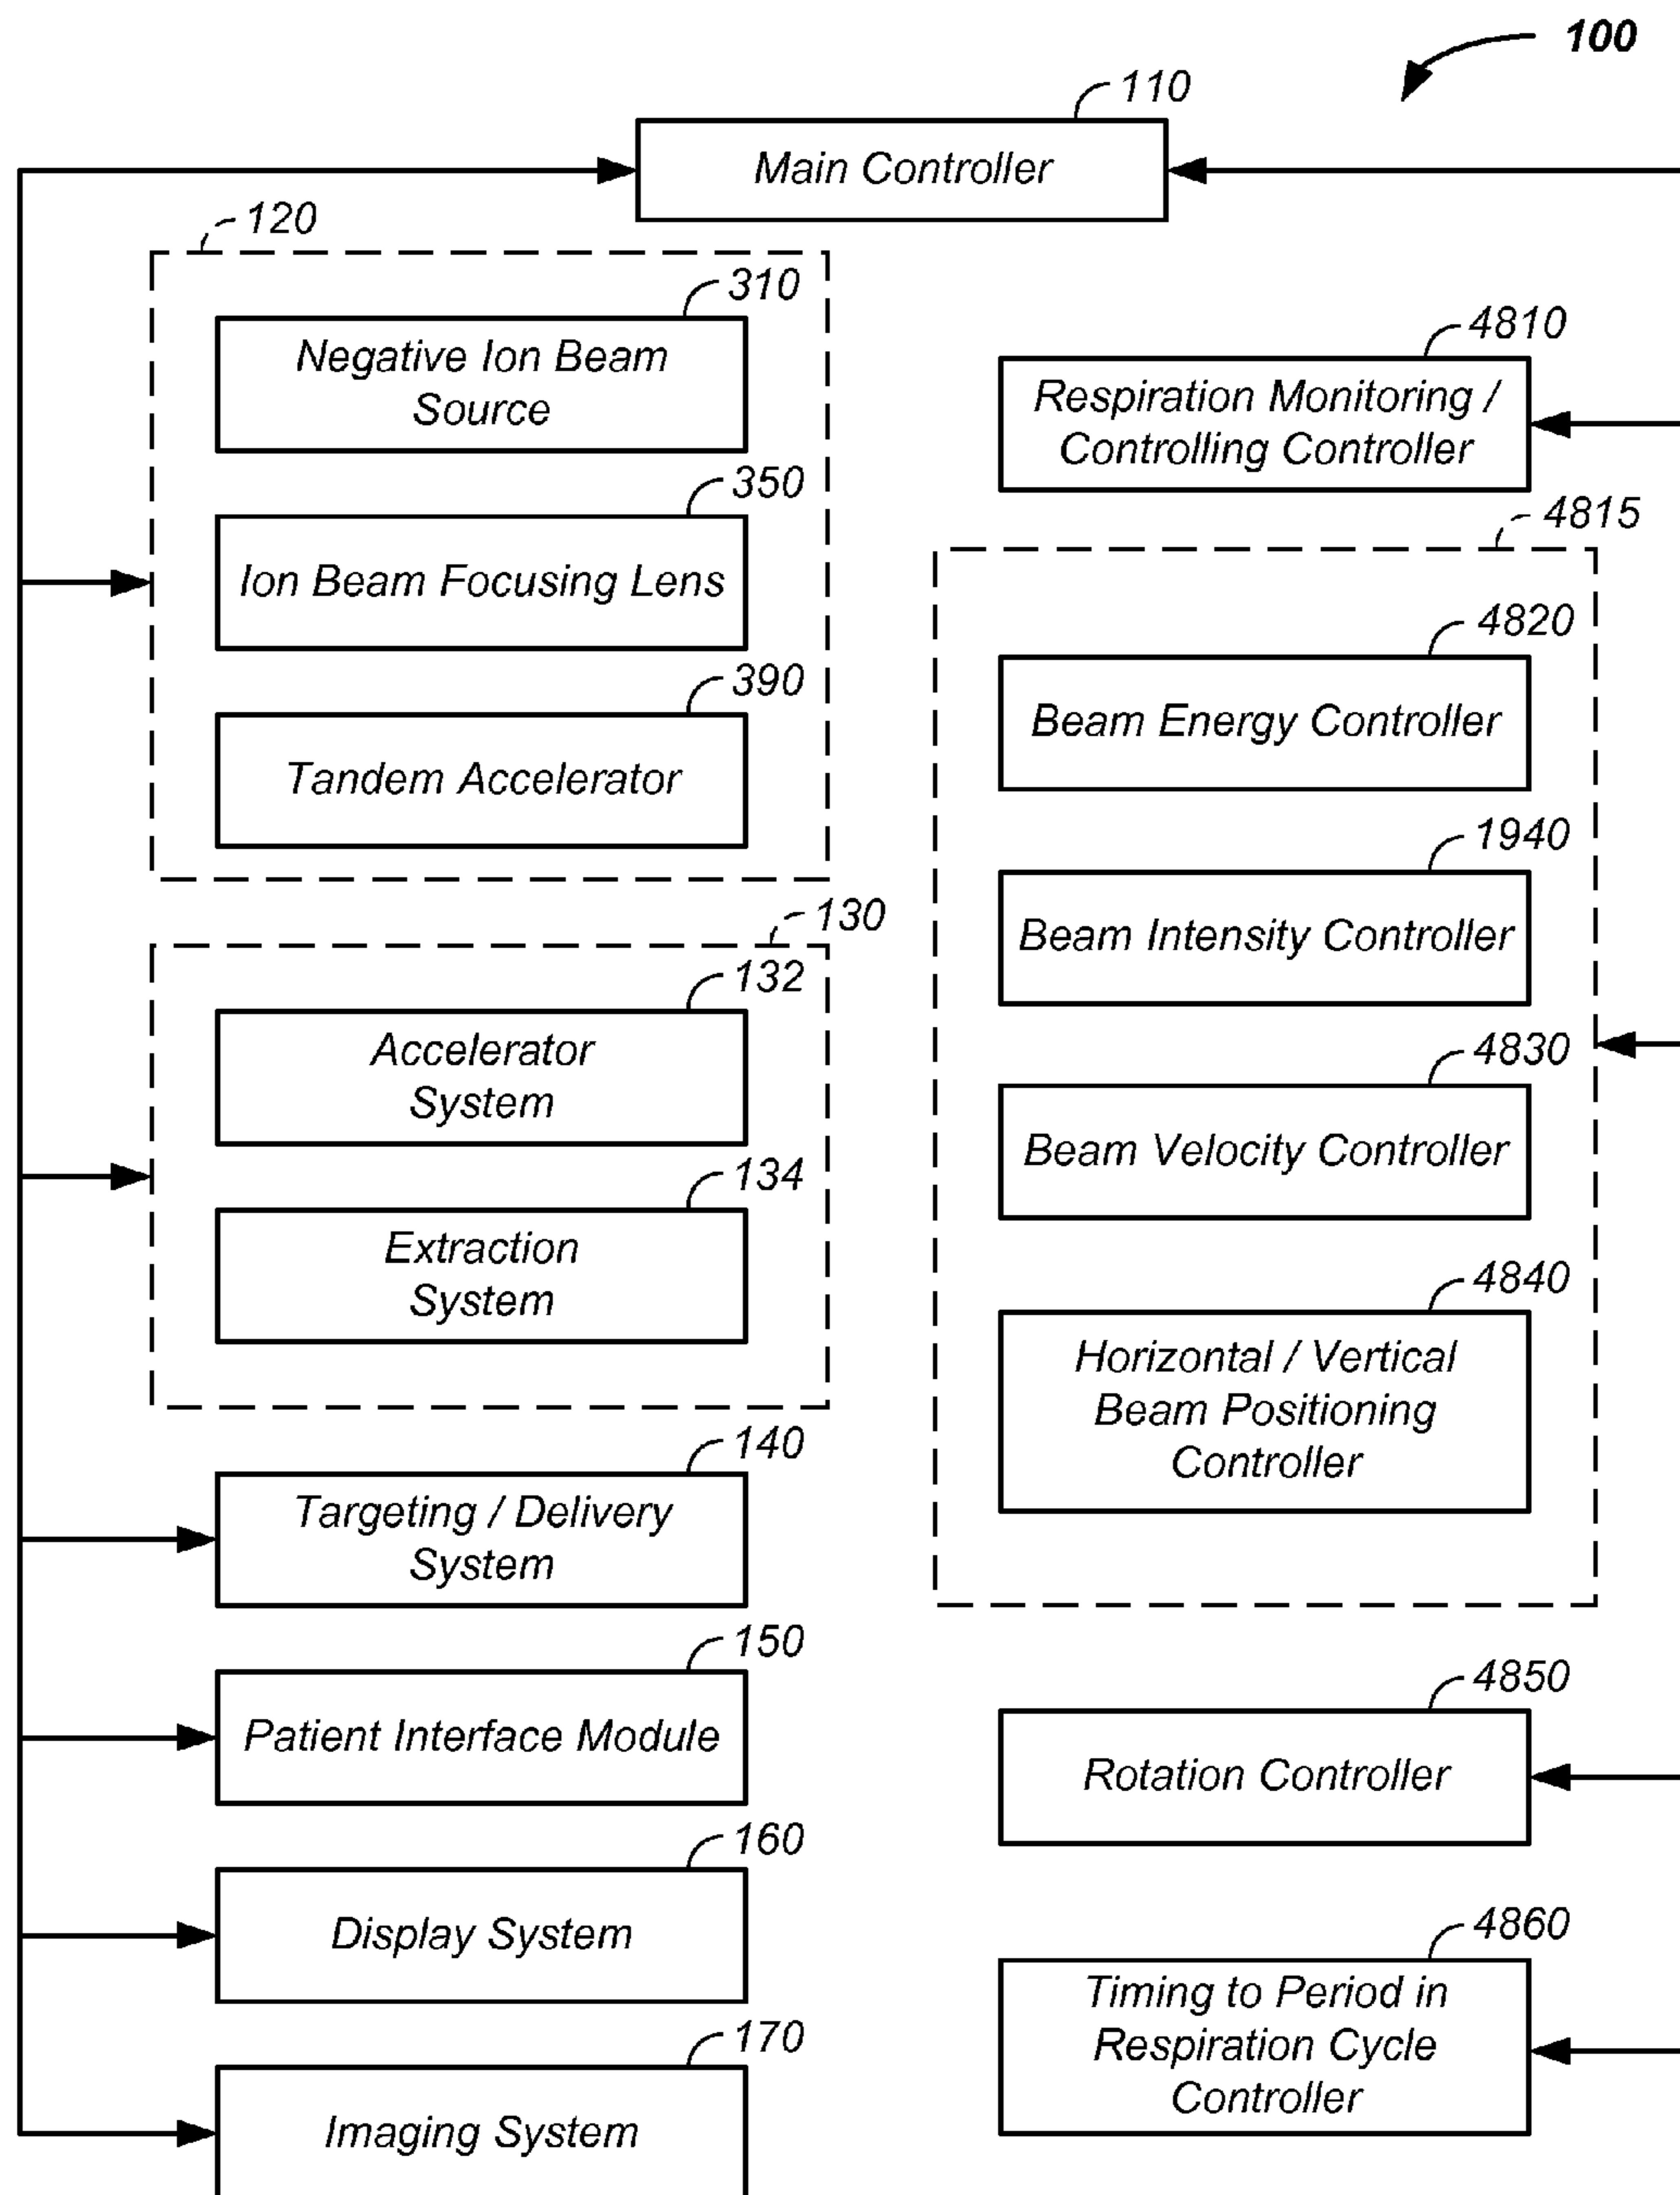 100
110
Main Controller
120
310
Negative Ion Beam
Source
350
Ion Beam Focusing Lens
390
Tandem Accelerator
130
132
Accelerator
System
134
Extraction
System
140
Targeting / Delivery
System
150
Patient Interface Module
160
Display System
170
Imaging System
4810
Respiration Monitoring /
Controlling Controller
4815
4820
Beam Energy Controller
1940
Beam Intensity Controller
4830
Beam Velocity Controller
4840
Horizontal / Vertical
Beam Positioning
Controller
4850
Rotation Controller
4860
Timing to Period in
Respiration Cycle
Controller